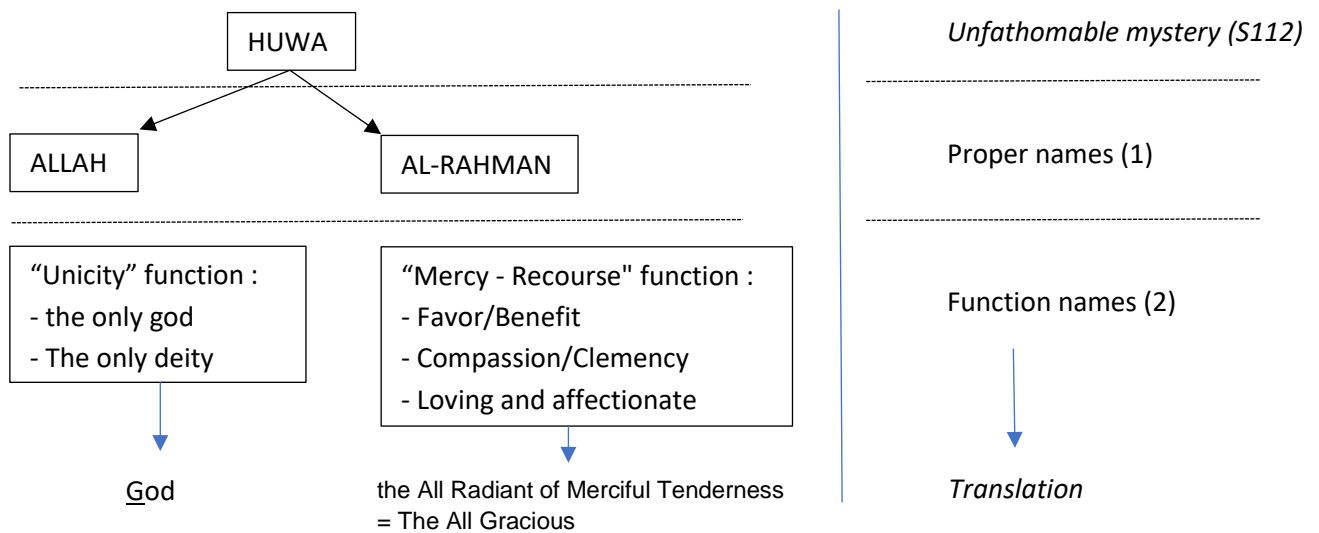 HUWA
Unfathomable mystery (S112)
ALLAH
AL-RAHMAN
Proper names (1)
“Unicity” function :
- the only god
- The only deity
“Mercy - Recourse" function :
- Favor/Benefit
- Compassion/Clemency
- Loving and affectionate
Function names (2)
God
the All Radiant of Merciful Tenderness
= The All Gracious
Translation